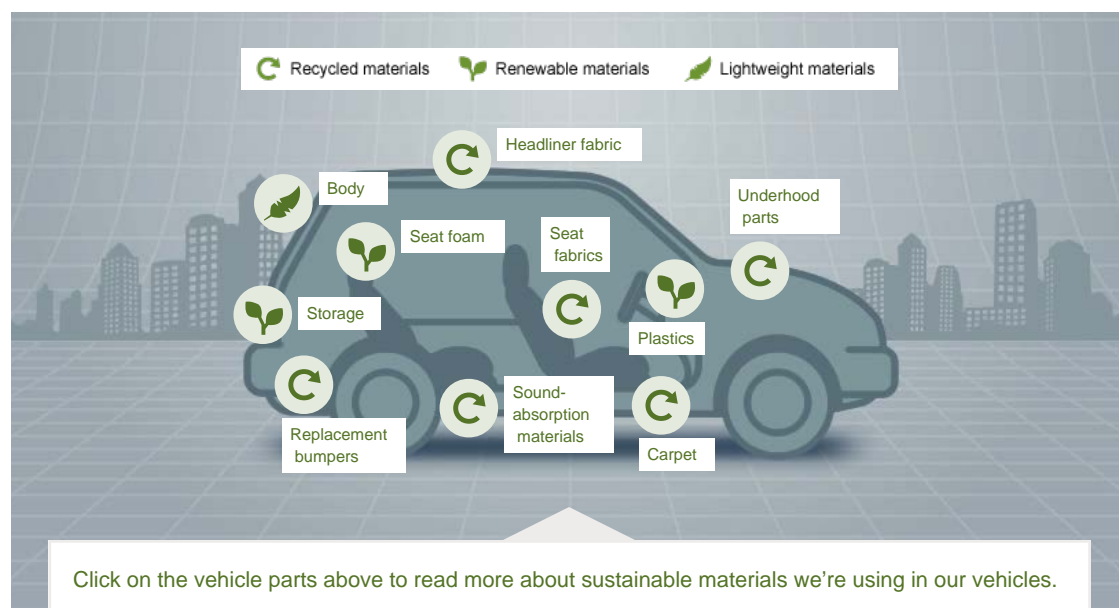 Recycled materials
Renewable materials
Lightweight materials
Headliner fabric
Body
Underhood
parts
Seat foam
Seat
fabrics
Storage
Plastics
Sound-
absorption
materials
Replacement
bumpers
Carpet
Click on the vehicle parts above to read more about sustainable materials we’re using in our vehicles.